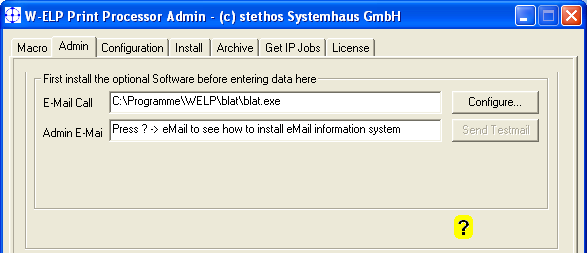 W-ELP Print Processor Admin - (c) stethos Systemhaus GmbH
Macro Admin Configuration Install Archive Get IP Jobs License
First install the optional Software before entering data here
E-Mail Call C:\Programme\WELP\blat\blat.exe Configure...
Admin E-Mai Press ? -> eMail to see how to install eMail information system Send Testmail
?